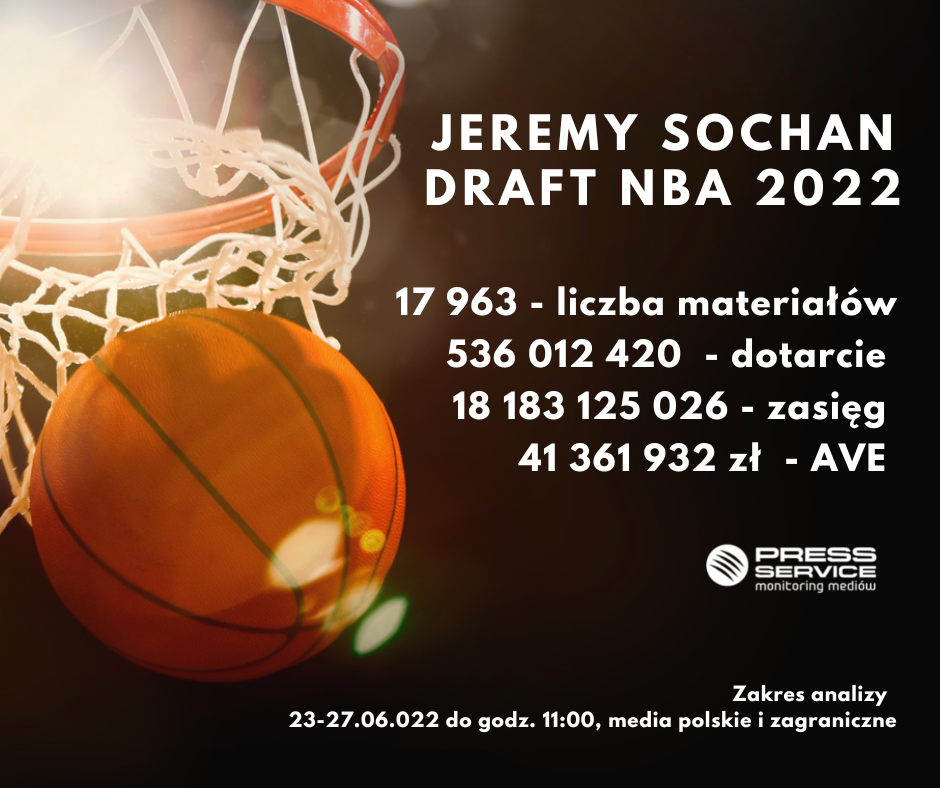 JEREMY SOCHAN
DRAFT NBA 2022
17 963 - liczba materiałów
536 012 420 - dotarcie
18 183 125 026 - zasięg
41 361 932 zł - AVE
PRESS
SERVICE
monitoring mediów
Zakres analizy
23-27.06.022 do godz. 11:00, media polskie i zagraniczne